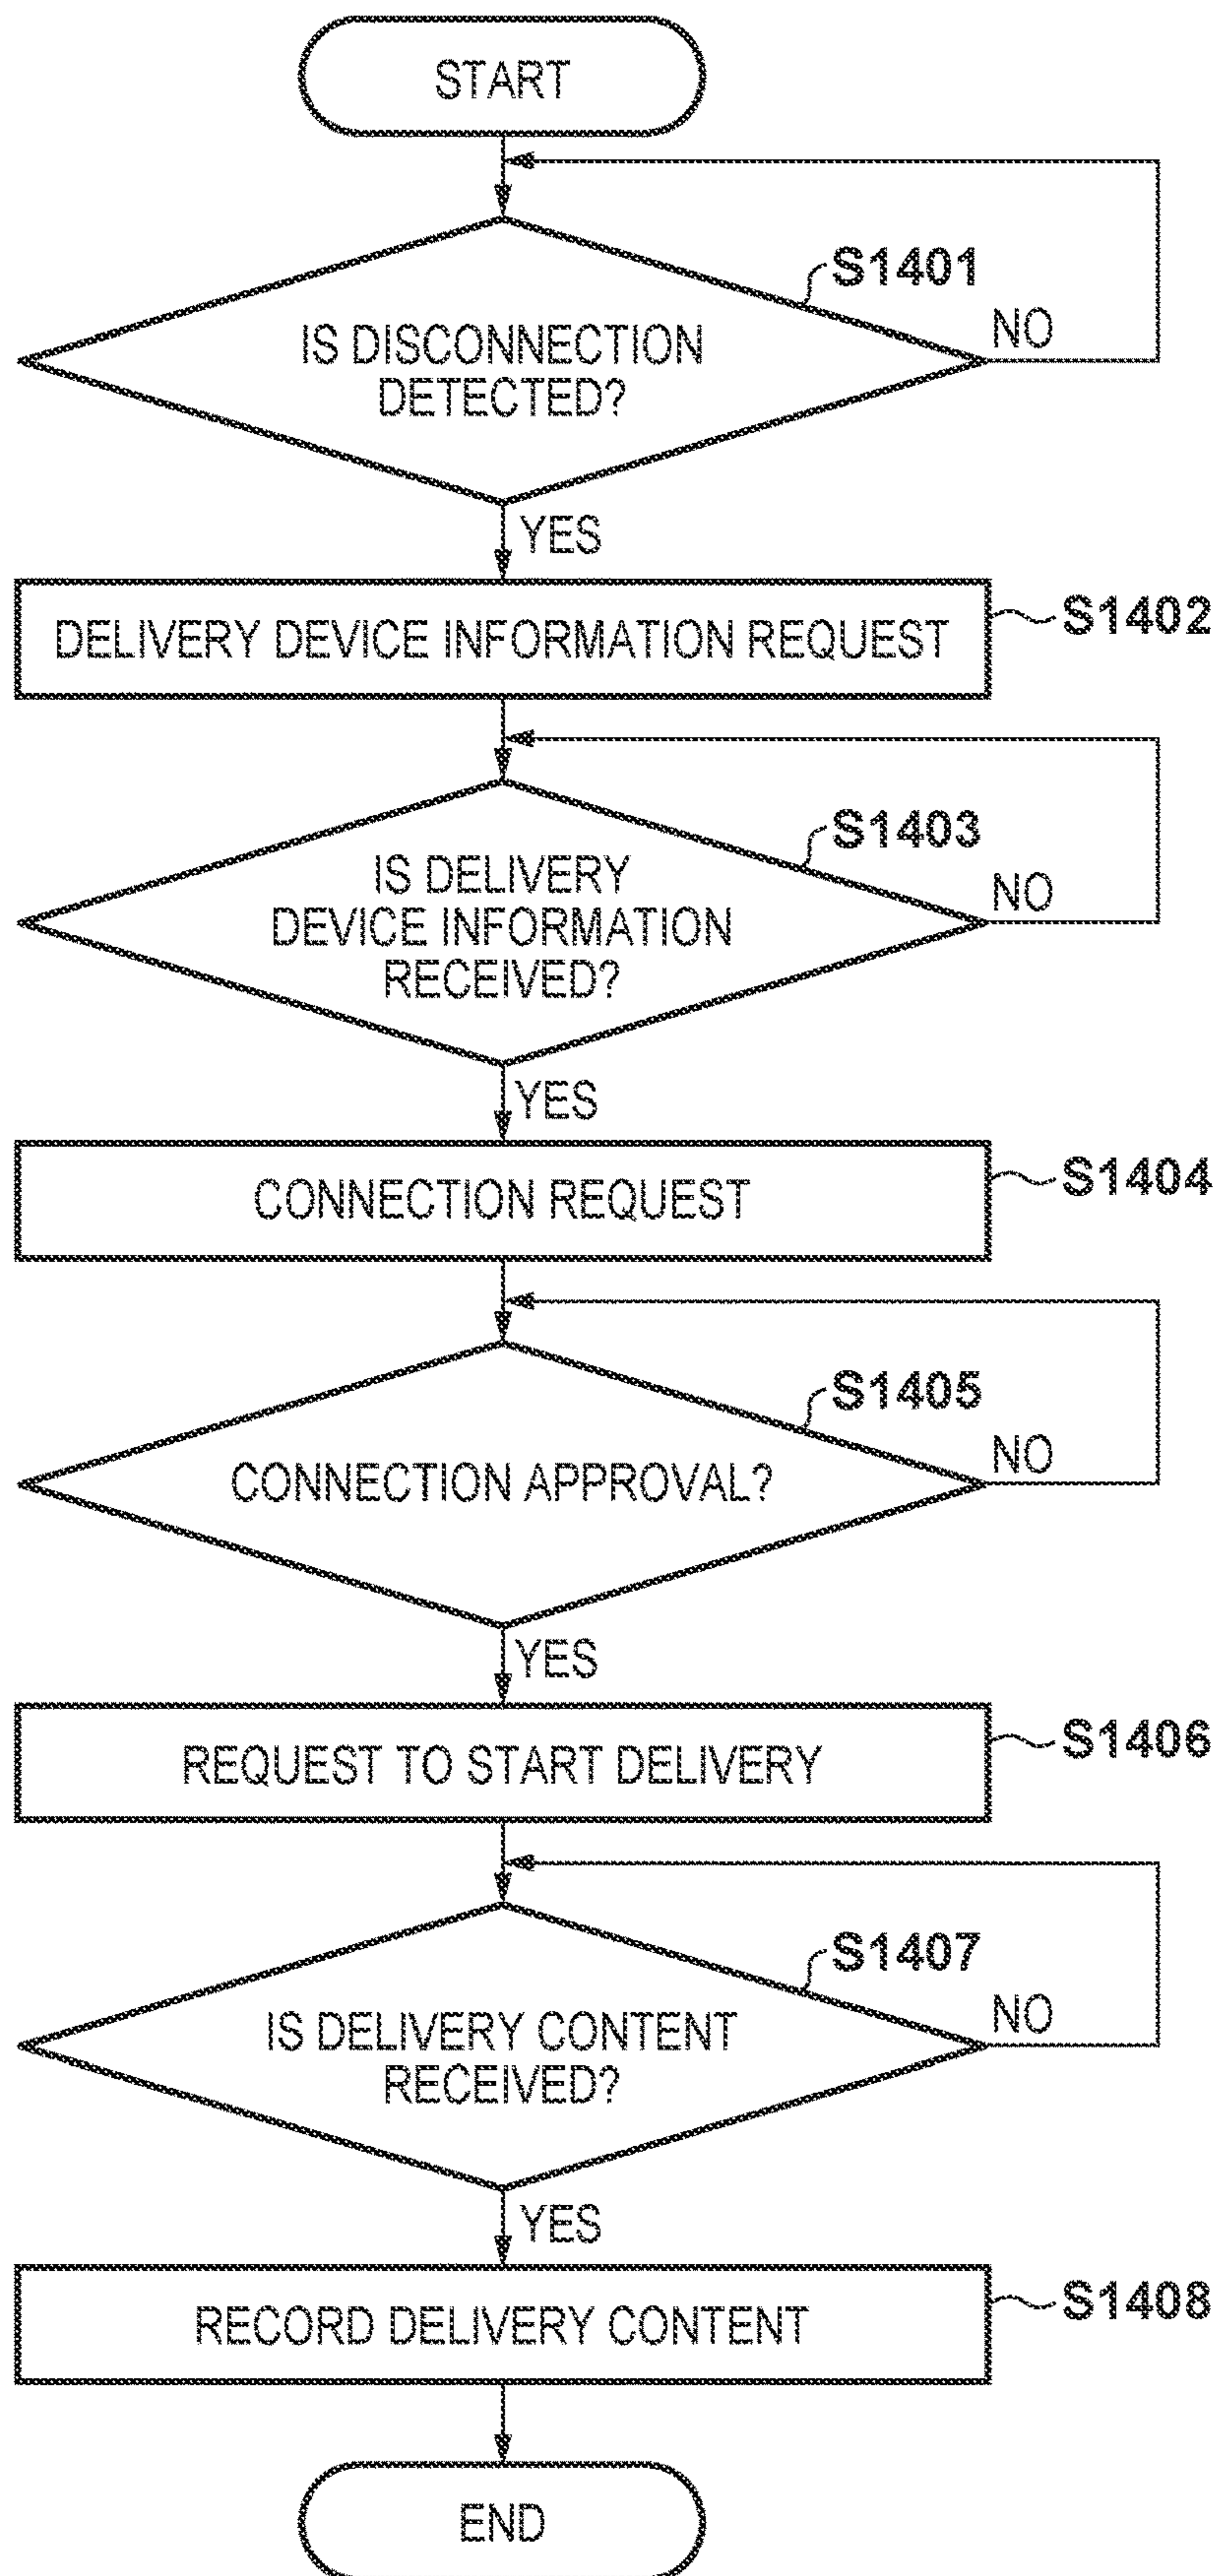 START
S1401
IS DISCONNECTION
NO
DETECTED?
YES
DELIVERY DEVICE INFORMATION REQUEST
S1402
S1403
IS DELIVERY
NO
DEVICE INFORMATION
RECEIVED?
YES
CONNECTION REQUEST
S1404
S1405
CONNECTION APPROVAL?
NO
YES
REQUEST TO START DELIVERY
S1406
S1407
IS DELIVERY CONTENT
NO
RECEIVED?
YES
RECORD DELIVERY CONTENT
S1408
END